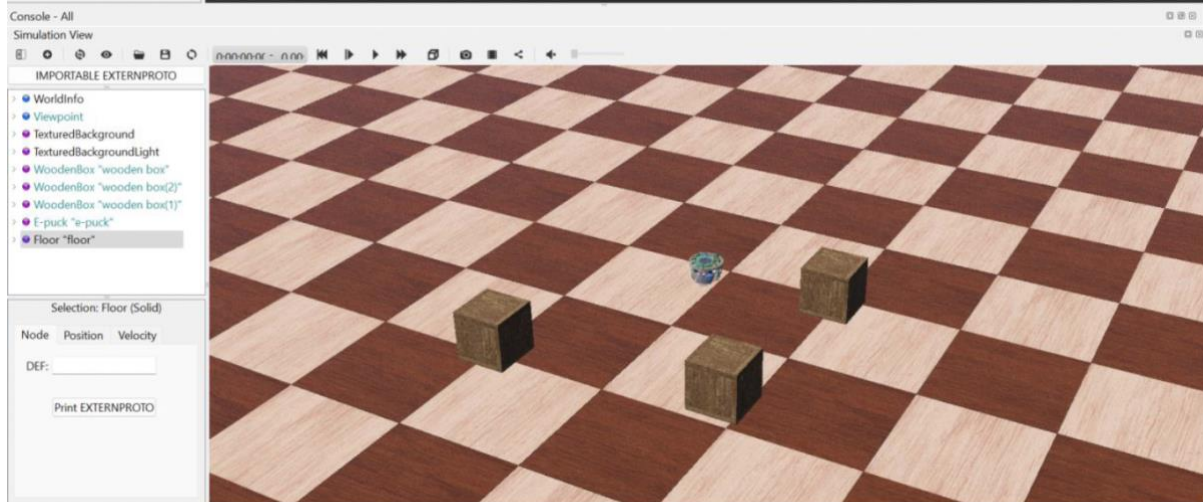 Console - All
Simulation View
IMPORTABLE EXTERNPROTO
WorldInfo
Viewpoint
TexturedBackground
TexturedBackgroundLight
WoodenBox "wooden box"
WoodenBox "wooden box(2)"
WoodenBox "wooden box(1)"
E-puck "e-puck"
Floor "floor"
Selection: Floor (Solid)
Node Position Velocity
DEF:
Print EXTERNPROTO